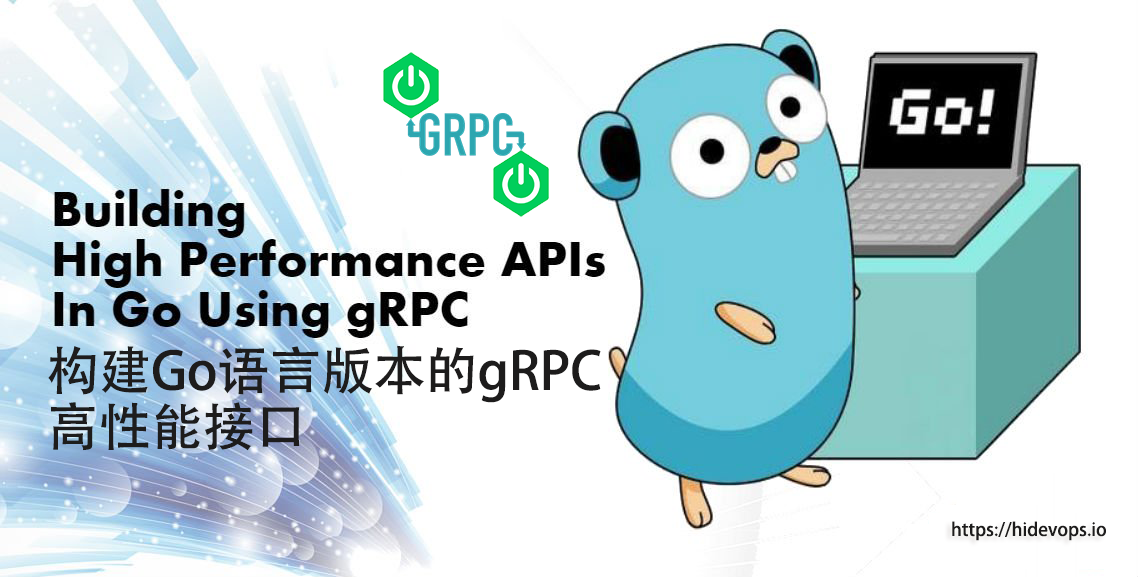 GRPC
Go!
Building
High Performance APIs
In Go Using gRPC
构建Go语言版本的gRPC
高性能接口
https://hidevops.io